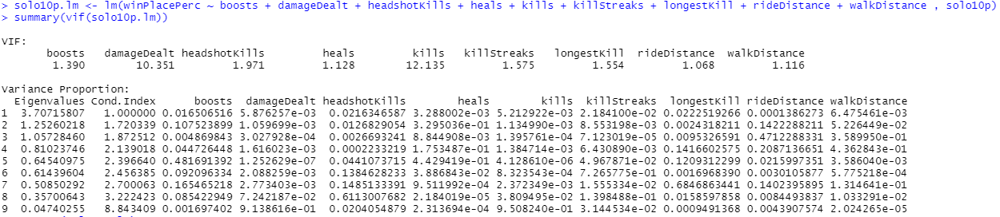 > solo10p.lm <- lm(winPlacePerc ~ boosts + damageDealt + headshotKills + heals + kills + killStreaks + longestKill + rideDistance + walkDistance , solo10p)
> summary(vif(solo10p.lm))
VIF:
boosts damageDealt headshotKills heals kills killStreaks longestKill rideDistance walkDistance
1.390 10.351 1.971 1.128 12.135 1.575 1.554 1.068 1.116
Variance Proportion:
Eigenvalues Cond.Index boosts damageDealt headshotKills heals kills killStreaks longestKill rideDistance walkDistance
1 3.70715807 1.000000 0.016506516 5.876257e-03 0.0216346587 3.288002e-03 5.212922e-03 2.184100e-02 0.0222519266 0.0001386273 6.475461e-03
2 1.25260218 1.720339 0.107523899 1.059699e-03 0.0126829054 3.295036e-01 1.134990e-03 8.553198e-03 0.0024318211 0.1422288211 5.226449e-02
3 1.05728460 1.872512 0.004869843 3.027928e-04 0.0026693241 8.844908e-03 1.395761e-04 7.123019e-05 0.0095326591 0.4712288331 3.589950e-01
4 0.81023746 2.139018 0.044726448 1.616023e-03 0.0002233219 1.753487e-01 1.384714e-03 6.430890e-03 0.1416602575 0.2087136651 4.362843e-01
5 0.64540975 2.396640 0.481691392 1.252629e-07 0.0441073715 4.429419e-01 4.128610e-06 4.967871e-02 0.1209312299 0.0215997351 3.586040e-03
6 0.61439604 2.456385 0.092096334 2.088259e-03 0.1384628233 3.886843e-02 8.323543e-04 7.265775e-01 0.0016968390 0.0030105877 5.775218e-04
7 0.50850292 2.700063 0.165465218 2.773403e-03 0.1485133391 9.511992e-04 2.372349e-03 1.555334e-02 0.6846863441 0.1402395895 1.314641e-01
8 0.35700643 3.222423 0.085422949 7.242187e-02 0.6113007682 2.184019e-05 3.809495e-02 1.398488e-01 0.0158597858 0.0084493837 1.033291e-02
9 0.04740255 8.843409 0.001697402 9.138616e-01 0.0204054879 2.313694e-04 9.508240e-01 3.144534e-02 0.0009491368 0.0043907574 2.024265e-05